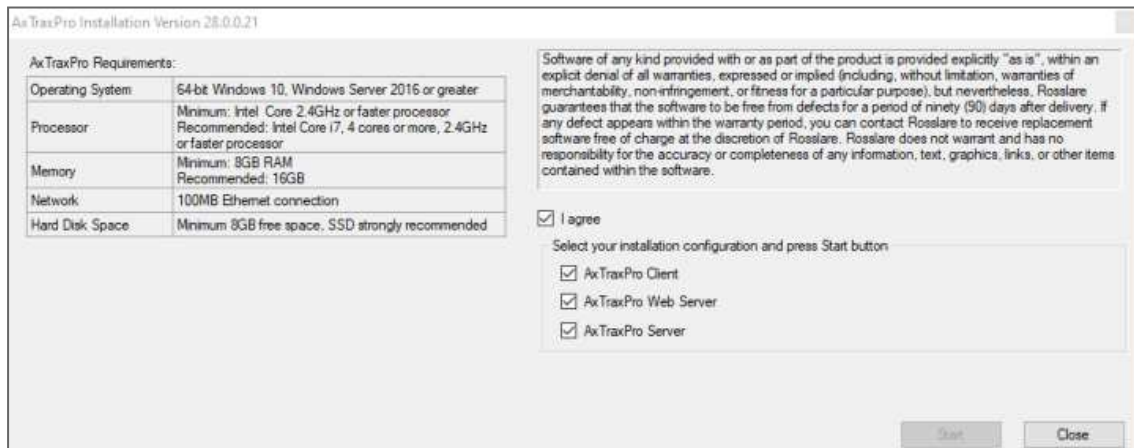 AxTraxPro Installation Version 28.0.0.21
AxTraxPro Requirements:
Operating System 64-bit Windows 10, Windows Server 2016 or greater
Processor Minimum: Intel Core 2.4GHz or faster processor
Recommended: Intel Core i7, 4 cores or more, 2.4GHz
or faster processor
Memory Minimum: 8GB RAM
Recommended: 16GB
Network 100MB Ethernet connection
Hard Disk Space Minimum 8GB free space, SSD strongly recommended
Software of any kind provided with or as part of the product is provided explicitly "as is", within an
explicit denial of all warranties, expressed or implied (including, without limitation, warranties of
merchantability, non-infringement, or fitness for a particular purpose), but nevertheless, Rosslare
guarantees that the software to be free from defects for a period of ninety (90) days after delivery. If
any defect appears within the warranty period, you can contact Rosslare to receive replacement
software free of charge at the discretion of Rosslare. Rosslare does not warrant and has no
responsibility for the accuracy or completeness of any information, text, graphics, links, or other items
contained within the software.
I agree
Select your installation configuration and press Start button
AxTraxPro Client
AxTraxPro Web Server
AxTraxPro Server
Start Close